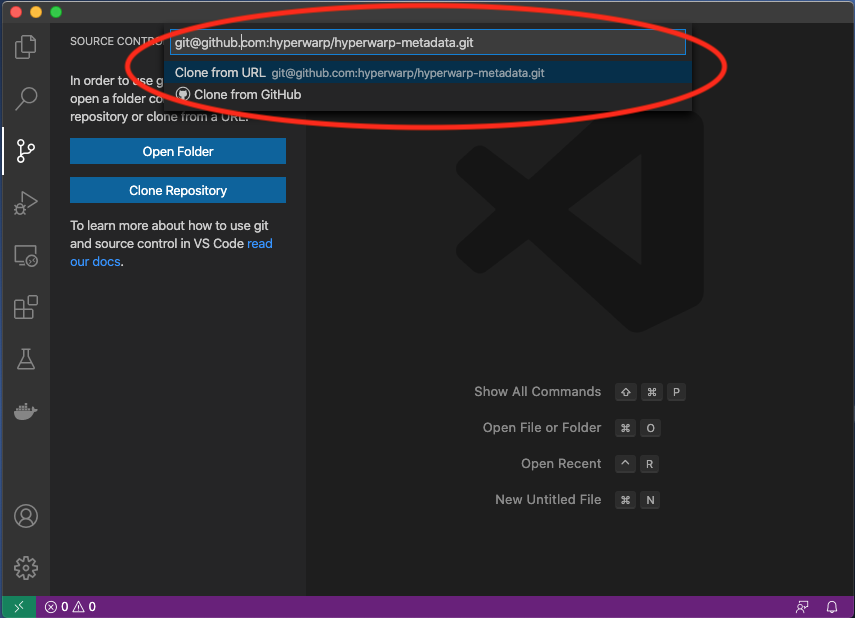 SOURCE CONTRO
git@github.com:hyperwarp/hyperwarp-metadata.git
Clone from URL git@github.com:hyperwarp/hyperwarp-metadata.git
Clone from GitHub
In order to use g
open a folder co
repository or clone from a URL.
Open Folder
Clone Repository
To learn more about how to use git
and source control in VS Code read
our docs.
Show All Commands ⇧ ⌘ P
Open File or Folder ⌘ O
Open Recent ^ R
New Untitled File ⌘ N
0 0